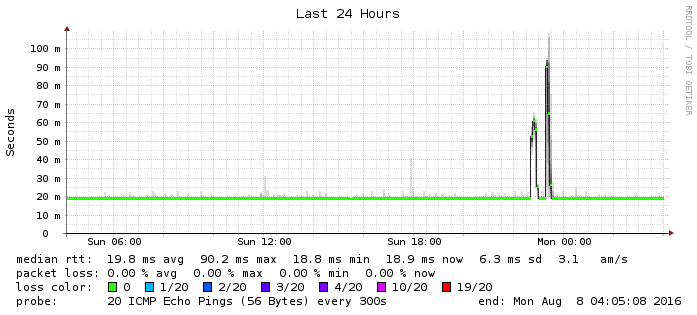 Last 24 Hours
RRDTOOL / TOBI OETIKER
Seconds
100 m
90 m
80 m
70 m
60 m
50 m
40 m
30 m
20 m
10 m
0
Sun 06:00 Sun 12:00 Sun 18:00 Mon 00:00
median rtt: 19.8 ms avg 90.2 ms max 18.8 ms min 18.9 ms now 6.3 ms sd 3.1 am/s
packet loss: 0.00 % avg 0.00 % max 0.00 % min 0.00 % now
loss color: 0 1/20 2/20 3/20 4/20 10/20 19/20
probe: 20 ICMP Echo Pings (56 Bytes) every 300s end: Mon Aug 8 04:05:08 2016